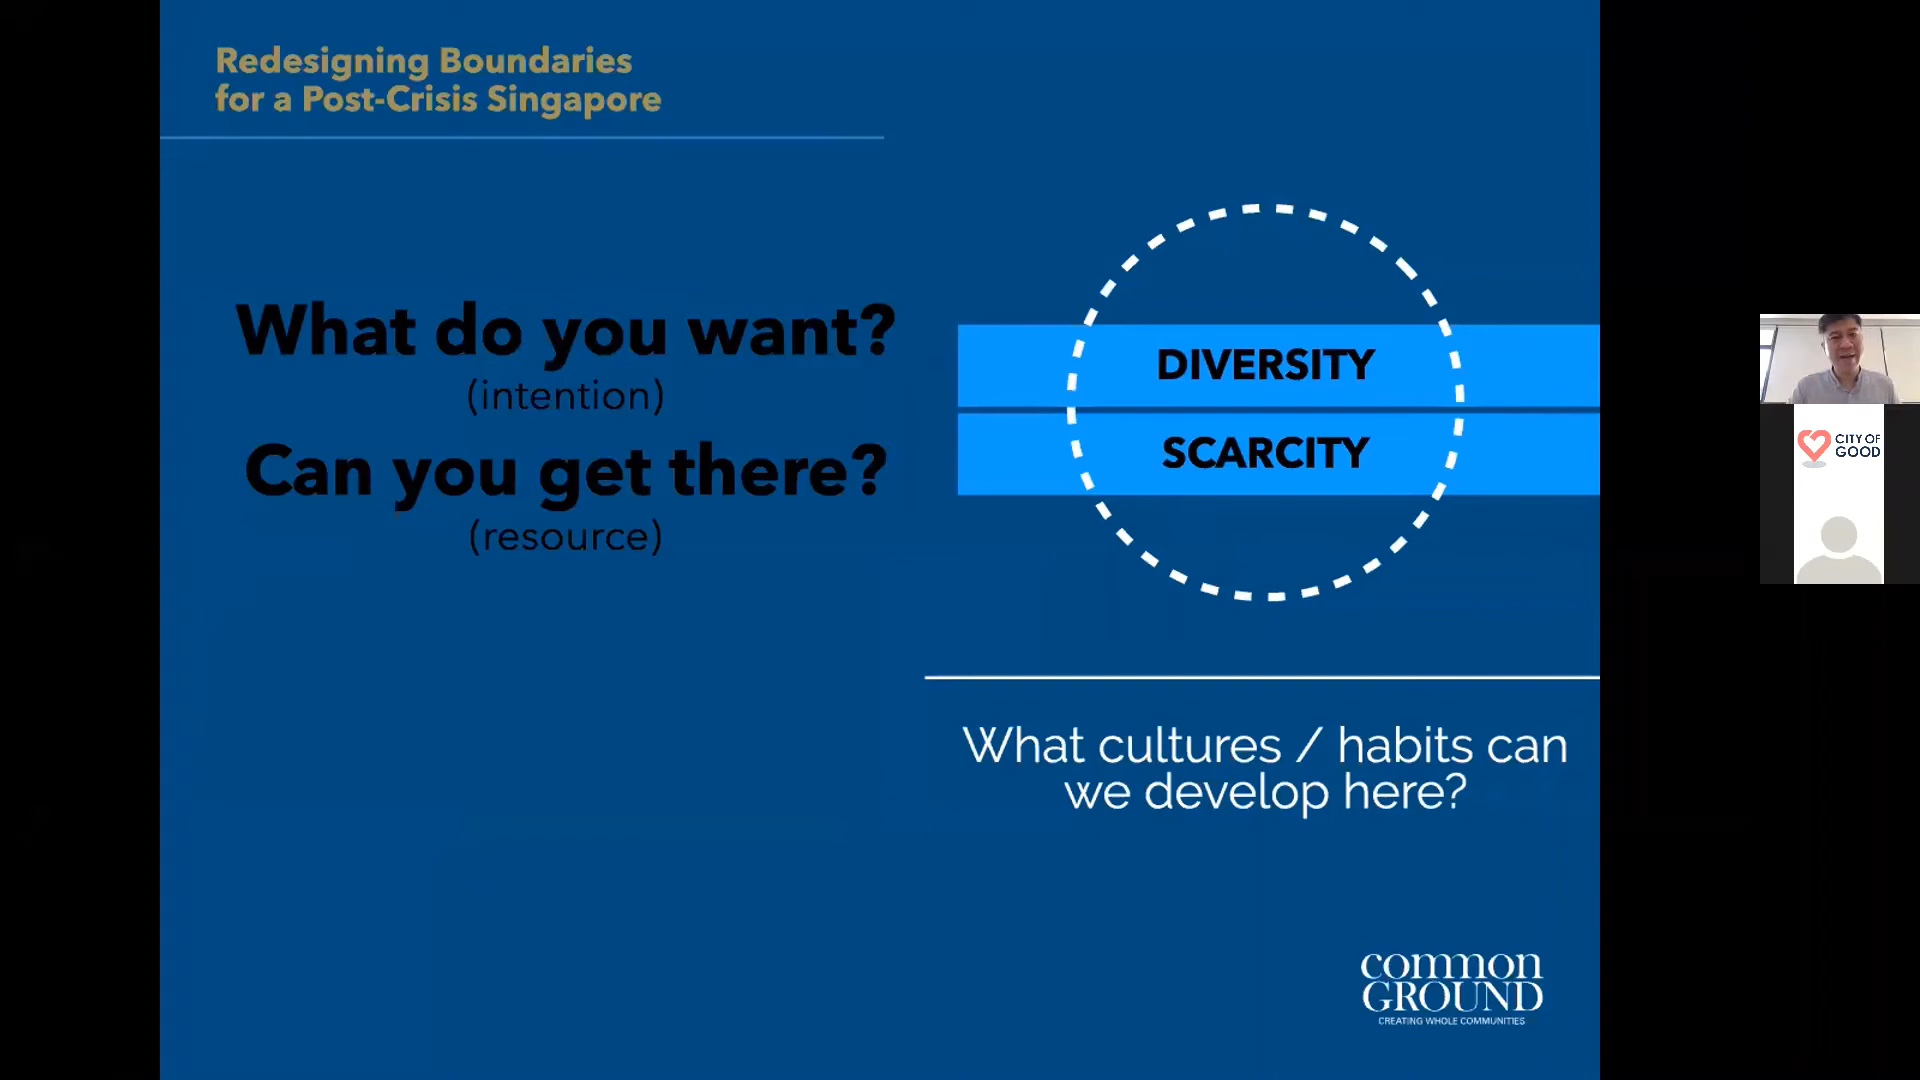 Redesigning Boundaries
for a Post-Crisis Singapore
What do you want?
(intention)
Can you get there?
(resource)
DIVERSITY
SCARCITY
What cultures / habits can
we develop here?
common
GROUND
CREATING WHOLE COMMUNITIES
CITY OF
GOOD